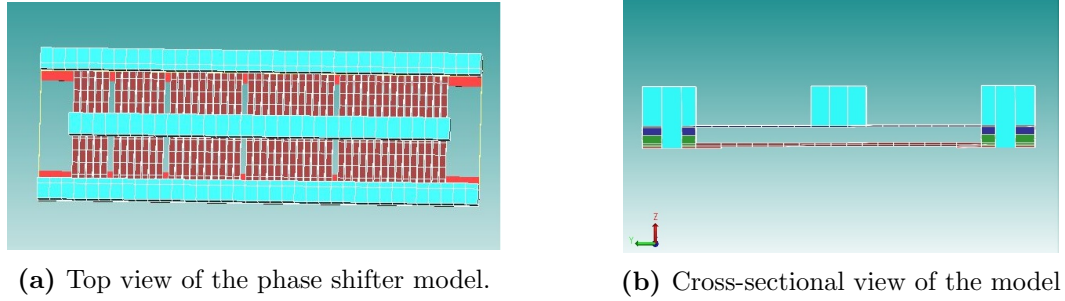 Z
Y
(a) Top view of the phase shifter model.
(b) Cross-sectional view of the model